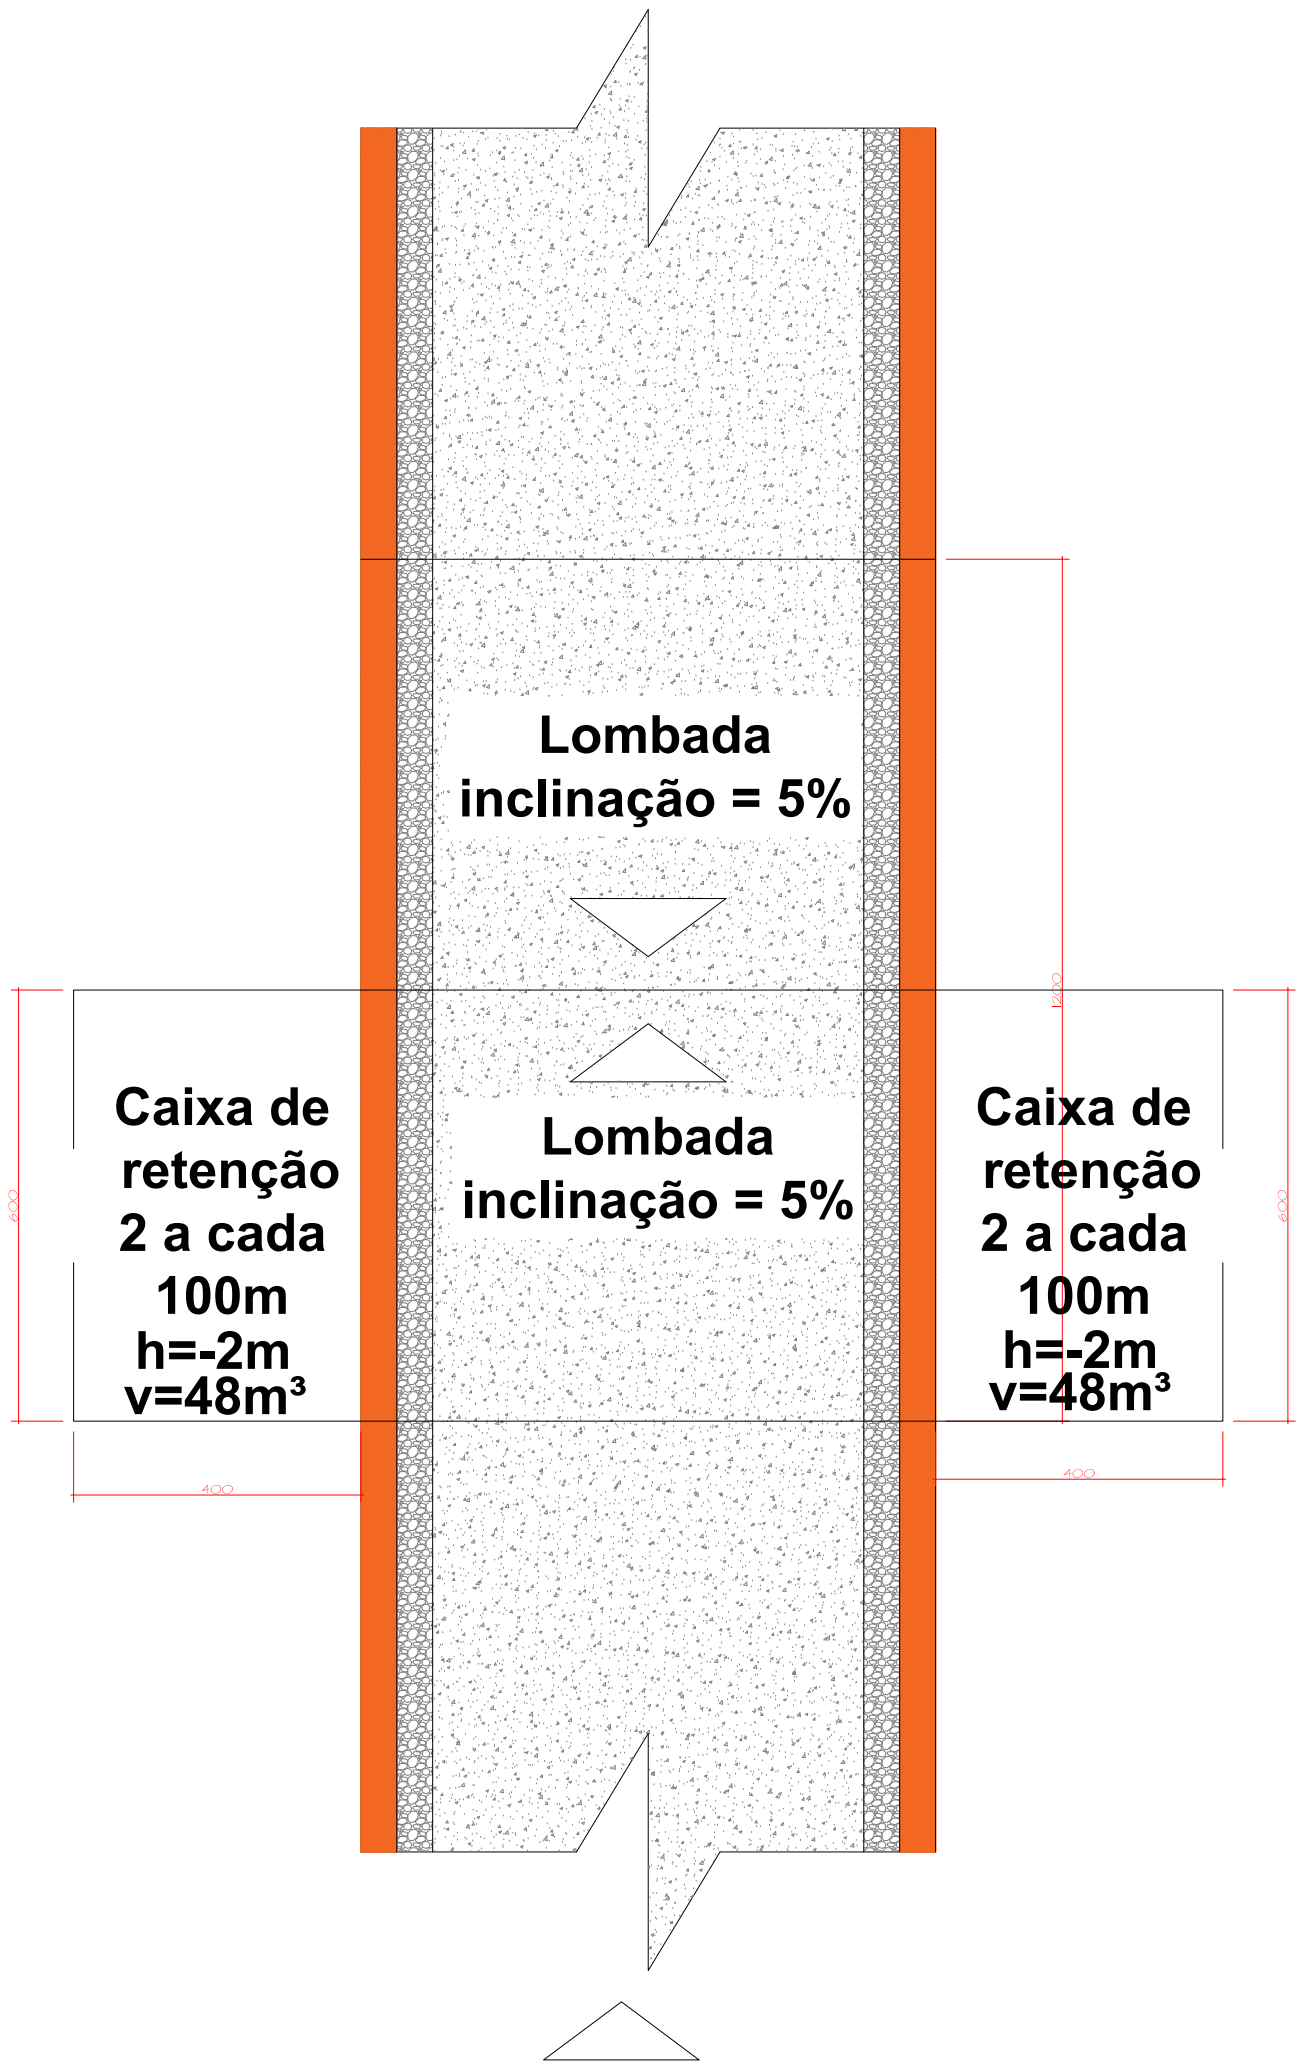 Lombada
inclinação = 5%
1200
Lombada
inclinação = 5%
Caixa de
retenção
2 a cada
100m
h=-2m
v=48m³
600
400
Caixa de
retenção
2 a cada
100m
h=-2m
v=48m³
600
400